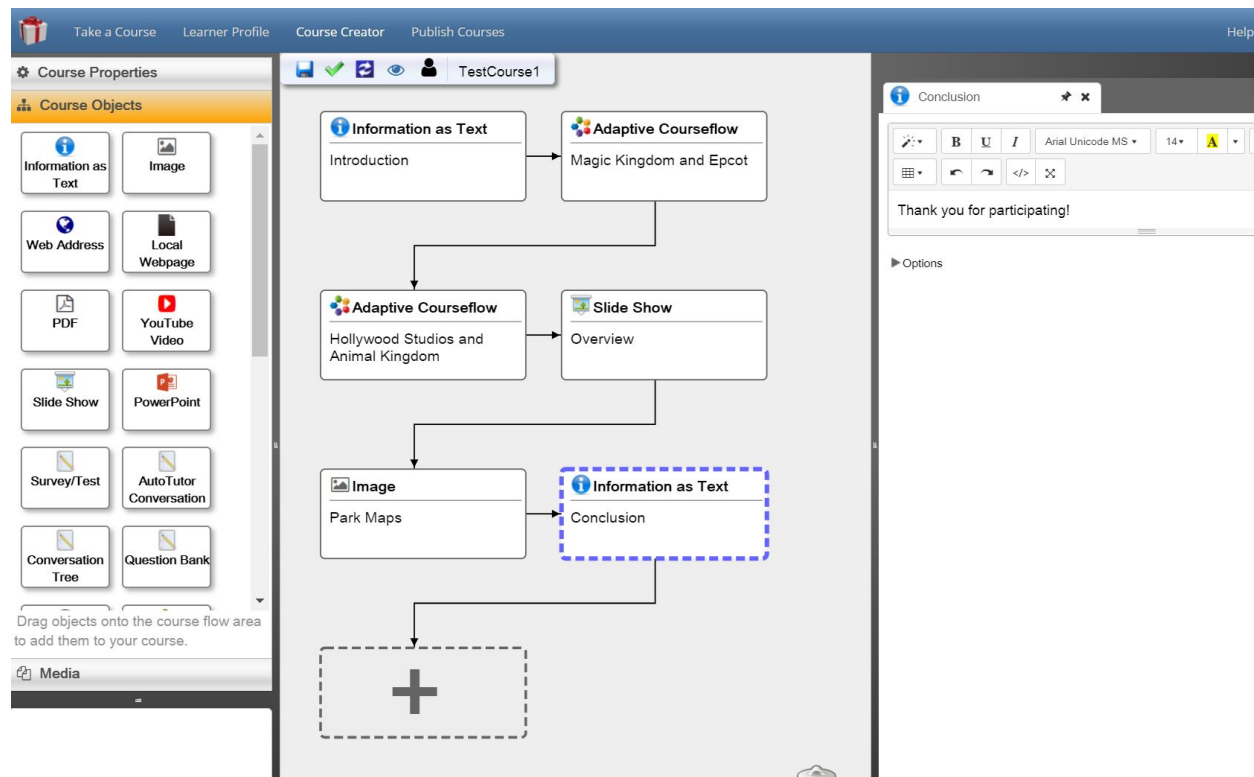 Take a Course Learner Profile Course Creator Publish Courses Help
Course Properties
Course Objects
Information as
Text
Image
Web Address
Local
Webpage
PDF
YouTube
Video
Slide Show
PowerPoint
Survey/Test
AutoTutor
Conversation
Conversation
Tree
Question Bank
Drag objects onto the course flow area
to add them to your course.
Media
TestCourse1
Information as Text
Introduction
Adaptive Courseflow
Magic Kingdom and Epcot
Adaptive Courseflow
Hollywood Studios and
Animal Kingdom
Slide Show
Overview
Image
Park Maps
Information as Text
Conclusion
Conclusion
B U I Arial Unicode MS 14 A
</>
Thank you for participating!
Options